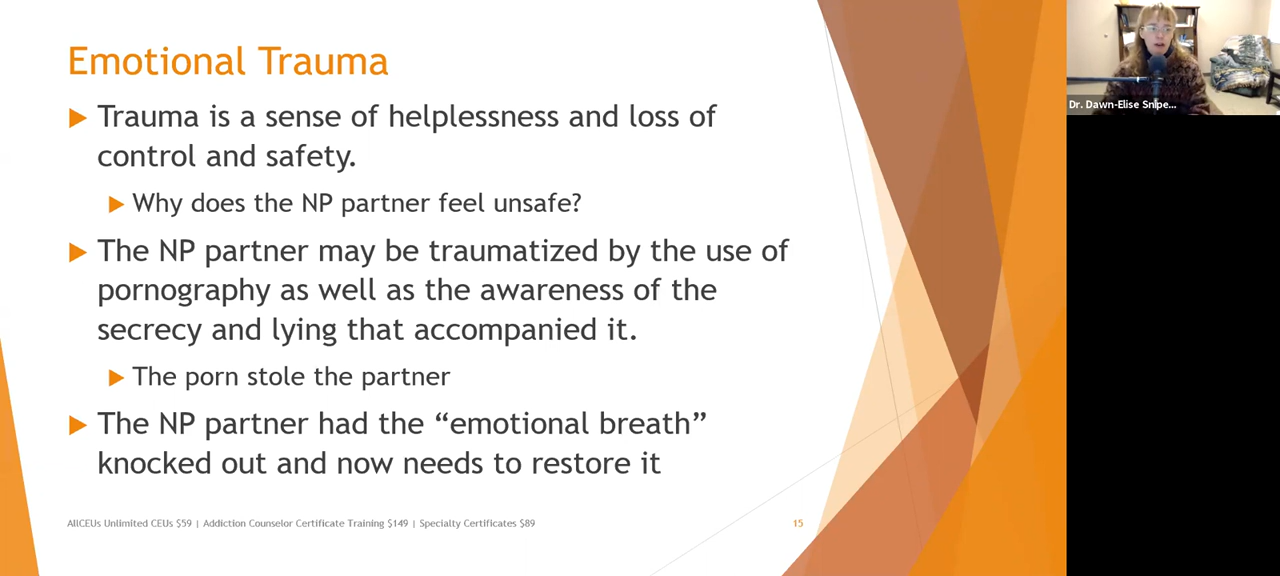 Emotional Trauma
Trauma is a sense of helplessness and loss of
control and safety.
Why does the NP partner feel unsafe?
The NP partner may be traumatized by the use of
pornography as well as the awareness of the
secrecy and lying that accompanied it.
The porn stole the partner
The NP partner had the “emotional breath”
knocked out and now needs to restore it
AllCEUs Unlimited CEUs $59 | Addiction Counselor Certificate Training $149 | Specialty Certificates $89
15
Dr. Dawn-Elise Snipe...